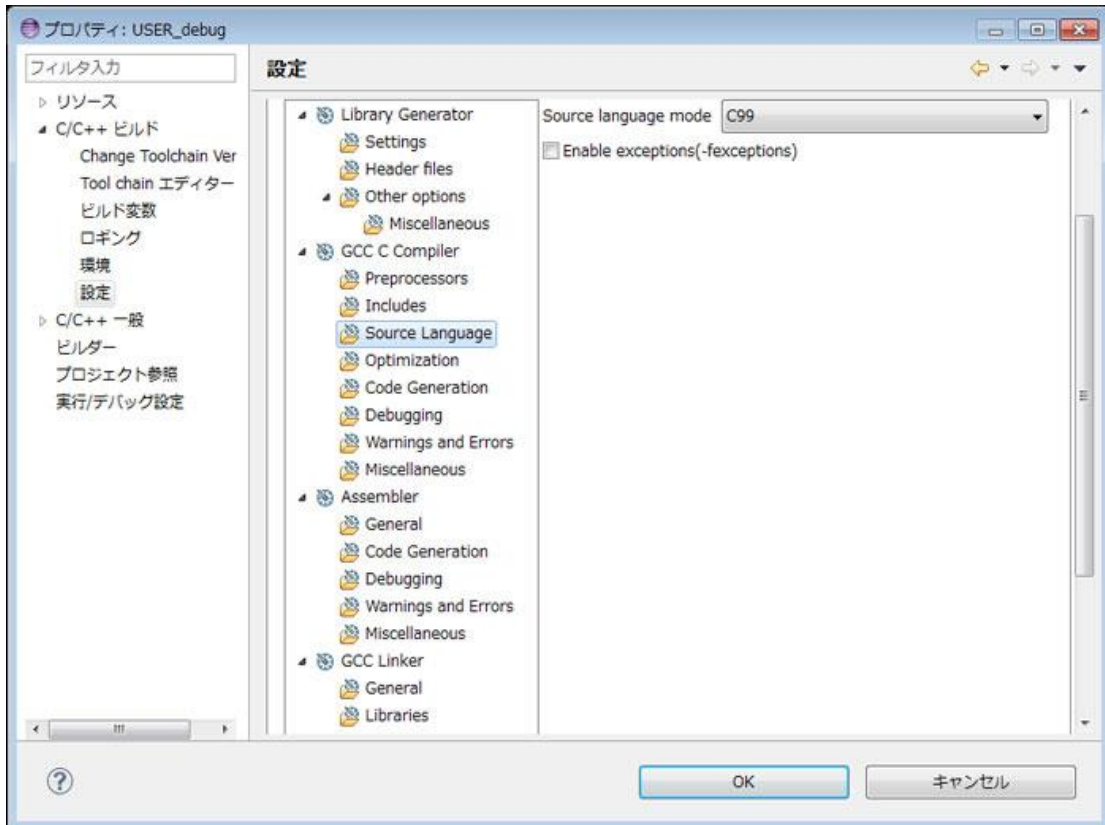 プロパティ: USER_debug
フィルタ入力
リソース
C/C++ ビルド
Change Toolchain Ver
Tool chain エディター
ビルド変数
ロギング
環境
設定
C/C++ 一般
ビルダー
プロジェクト参照
実行/デバッグ設定
設定
Library Generator
Settings
Header files
Other options
Miscellaneous
GCC C Compiler
Preprocessors
Includes
Source Language
Optimization
Code Generation
Debugging
Warnings and Errors
Miscellaneous
Assembler
General
Code Generation
Debugging
Warnings and Errors
Miscellaneous
GCC Linker
General
Libraries
Source language mode C99
Enable exceptions(-fexceptions)
OK
キャンセル